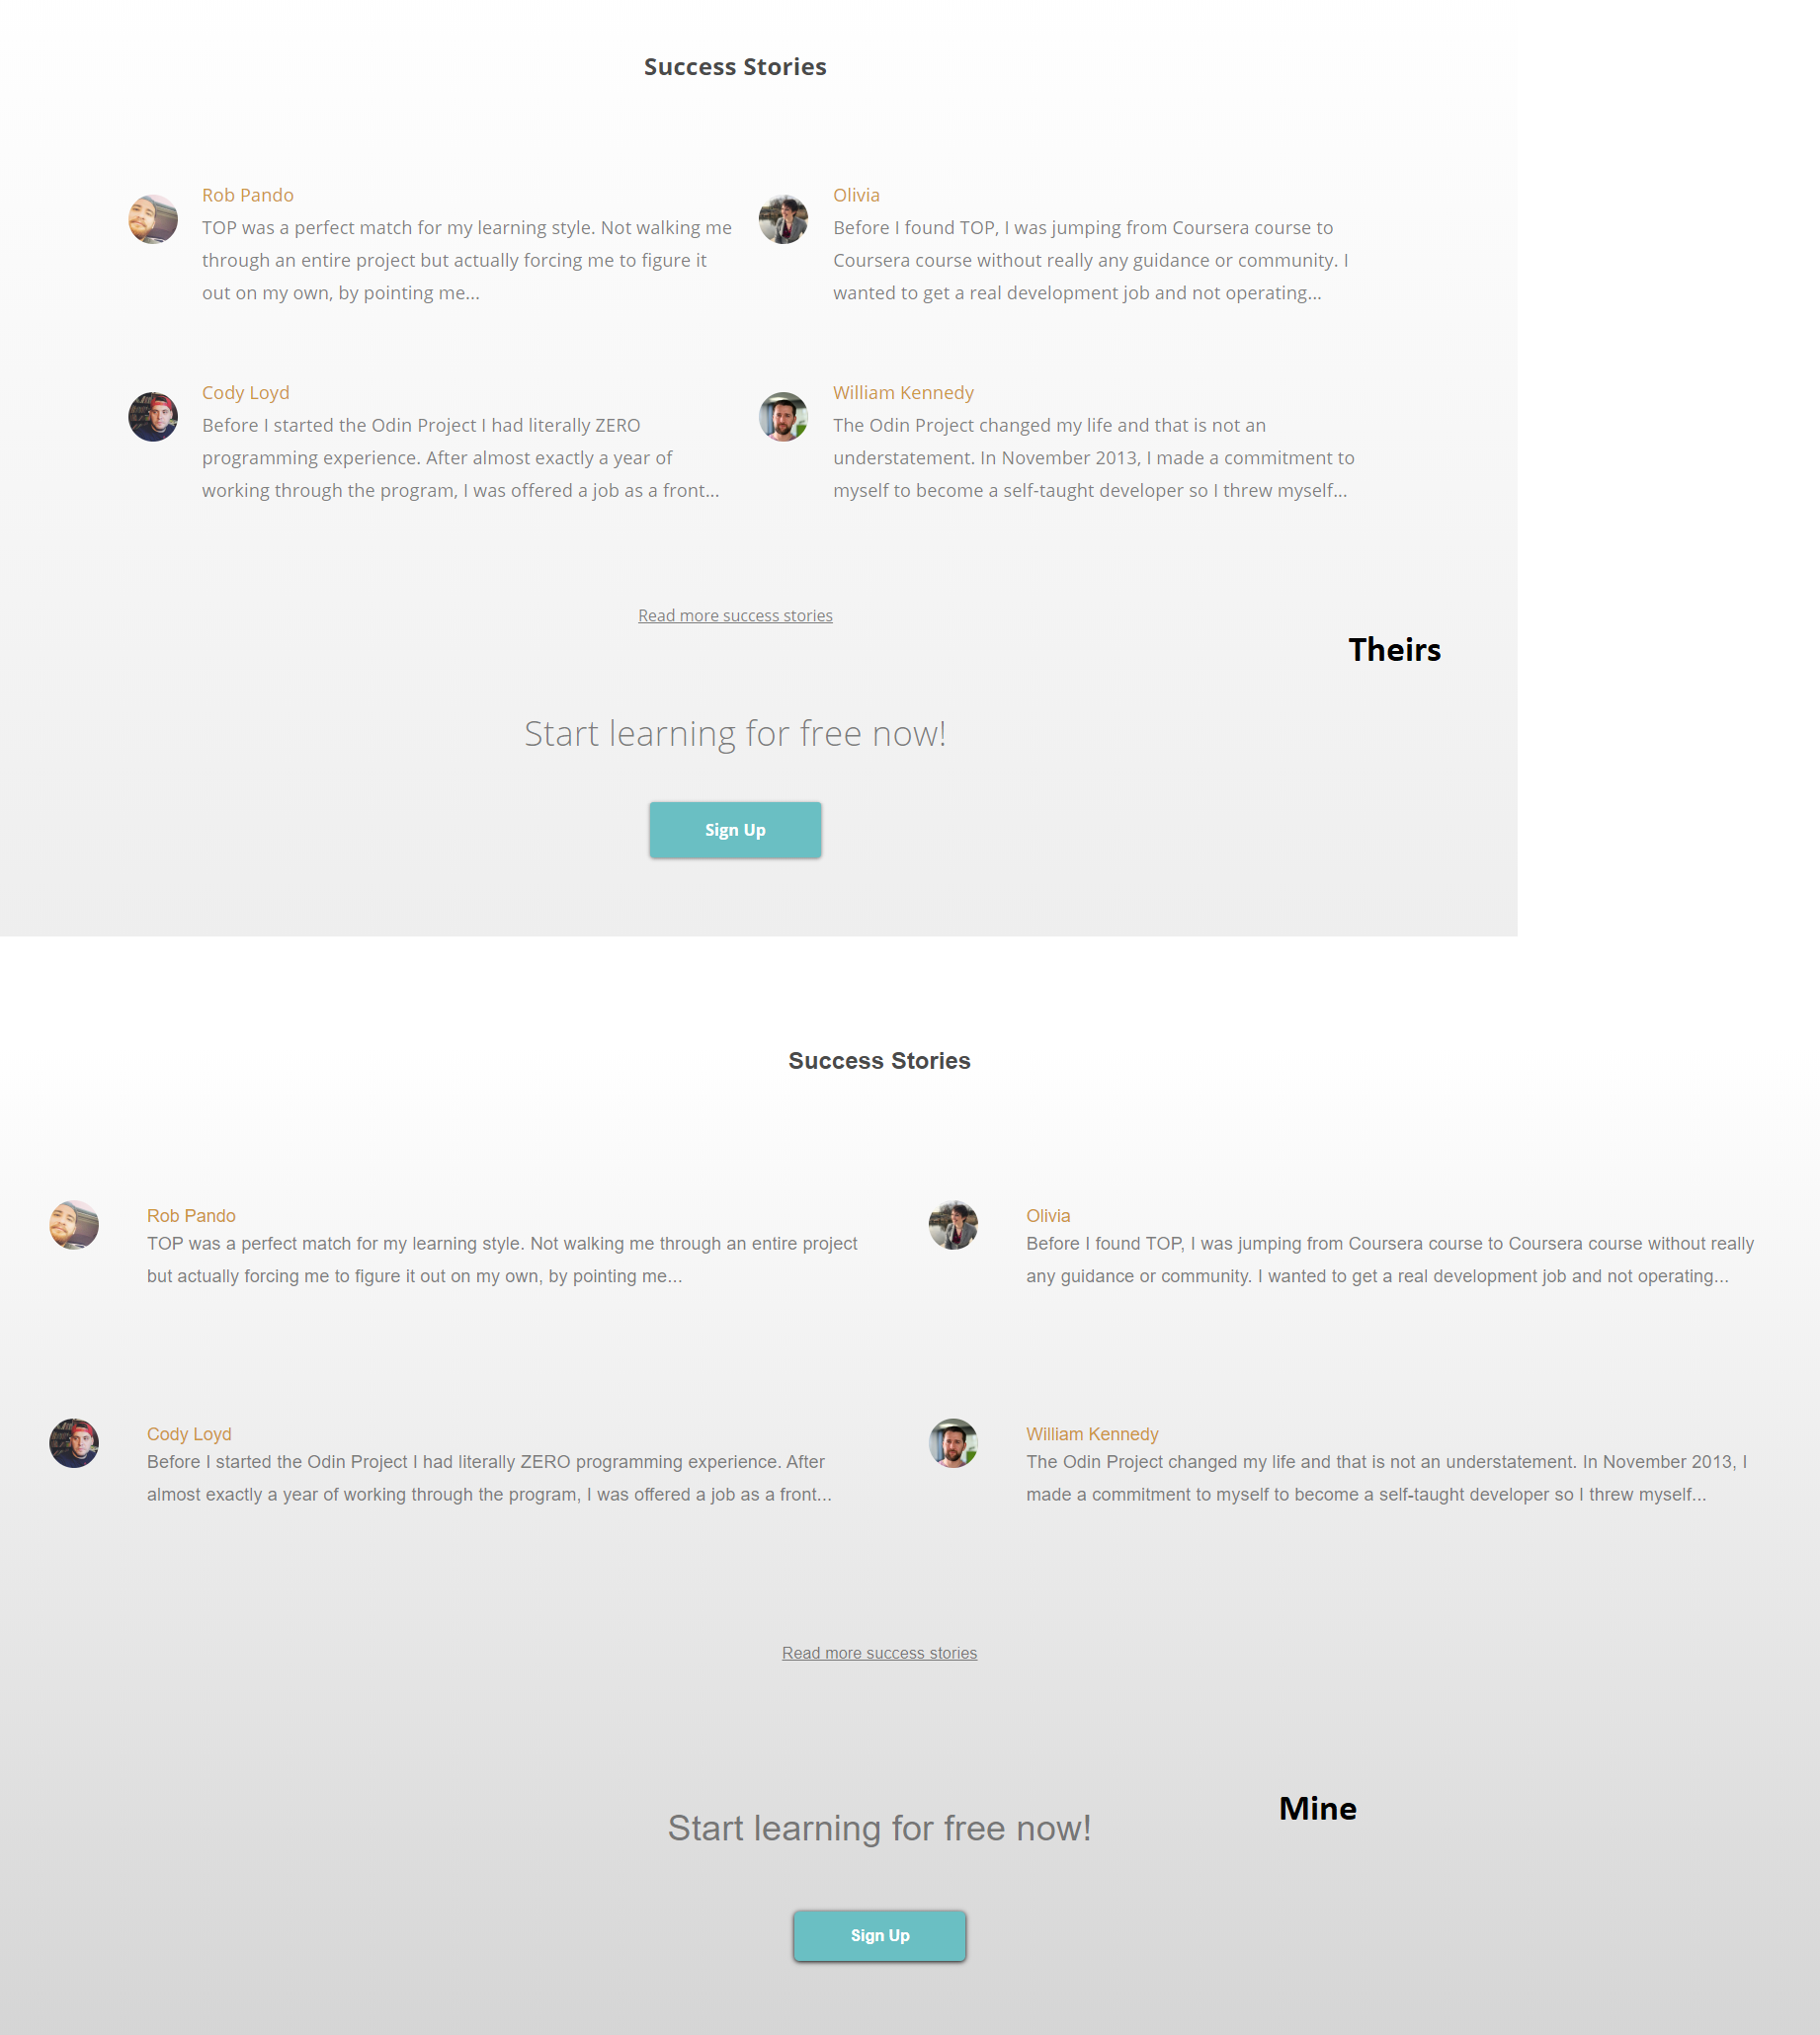 Success Stories
Rob Pando
TOP was a perfect match for my learning style. Not walking me
through an entire project but actually forcing me to figure it
out on my own, by pointing me...
Olivia
Before I found TOP, I was jumping from Coursera course to
Coursera course without really any guidance or community. I
wanted to get a real development job and not operating...
Cody Loyd
Before I started the Odin Project I had literally ZERO
programming experience. After almost exactly a year of
working through the program, I was offered a job as a front...
William Kennedy
The Odin Project changed my life and that is not an
understatement. In November 2013, I made a commitment to
myself to become a self-taught developer so I threw myself...
Read more success stories
Theirs
Start learning for free now!
Sign Up
Success Stories
Rob Pando
TOP was a perfect match for my learning style. Not walking me through an entire project
but actually forcing me to figure it out on my own, by pointing me...
Olivia
Before I found TOP, I was jumping from Coursera course to Coursera course without really
any guidance or community. I wanted to get a real development job and not operating...
Cody Loyd
Before I started the Odin Project I had literally ZERO programming experience. After
almost exactly a year of working through the program, I was offered a job as a front...
William Kennedy
The Odin Project changed my life and that is not an understatement. In November 2013, I
made a commitment to myself to become a self-taught developer so I threw myself...
Read more success stories
Mine
Start learning for free now!
Sign Up